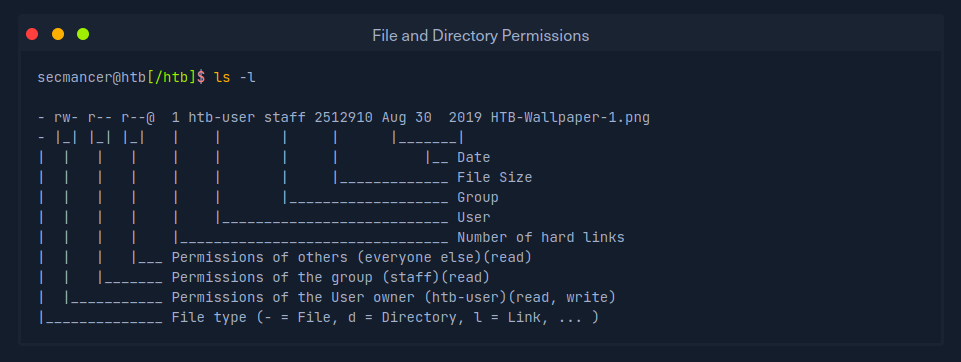 File and Directory Permissions
secmancer@htb[/htb]$ ls -l
- rw- r-- r--@  1 htb-user staff 2512910 Aug 30  2019 HTB-Wallpaper-1.png
- |_| |_| |_|   |    |       |     |      |_______|
|  |   |   |    |    |       |     |          |__ Date
|  |   |   |    |    |       |     |_____________ File Size
|  |   |   |    |    |       |___________________ Group
|  |   |   |    |    |___________________________ User
|  |   |   |    |________________________________ Number of hard links
|  |   |   |___ Permissions of others (everyone else)(read)
|  |   |_______ Permissions of the group (staff)(read)
|  |___________ Permissions of the User owner (htb-user)(read, write)
|______________ File type (- = File, d = Directory, l = Link, ... )